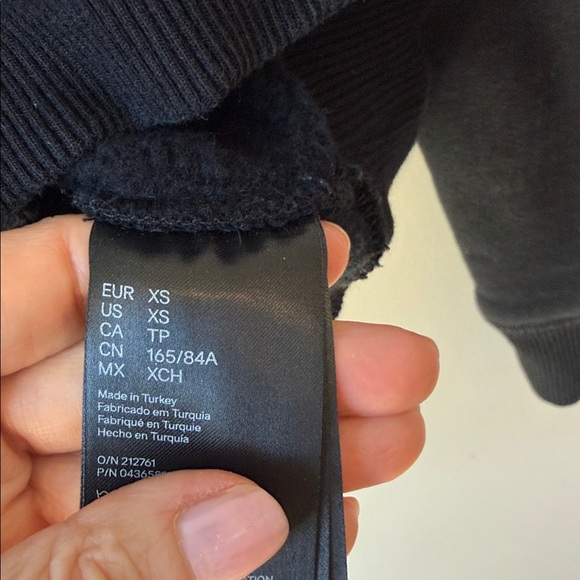 EUR XS
US XS
CA TP
CN 165/84A
MX XCH
Made in Turkey
Fabricado em Turquia
Fabriqué en Turquie
Hecho en Turquía
O/N 212761
P/N